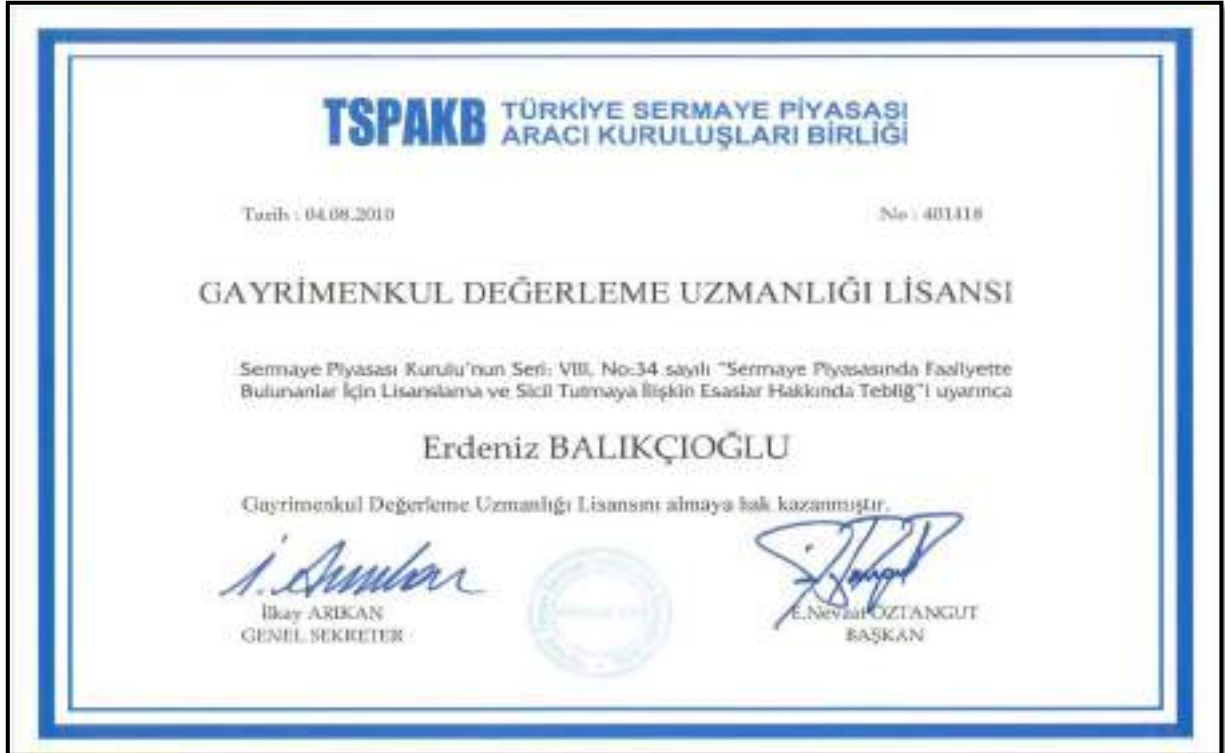 TSPAKB TÜRKİYE SERMAYE PİYASASI
ARACI KURULUŞLARI BİRLİĞİ
Tarih : 04.08.2010 No : 401418
GAYRİMENKUL DEĞERLEME UZMANLIĞI LİSANSI
Sermaye Piyasası Kurulu'nun Seri: VIII, No:34 sayılı "Sermaye Piyasasında Faaliyette
Bulunanlar İçin Lisanslama ve Sicil Tutmaya İlişkin Esaslar Hakkında Tebliğ"i uyarınca
Erdeniz BALIKÇIOĞLU
Gayrimenkul Değerleme Uzmanlığı Lisansını almaya hak kazanmıştır.
İlkay ARIKAN E.Nevzat ÖZTANGUT
GENEL SEKRETER BAŞKAN